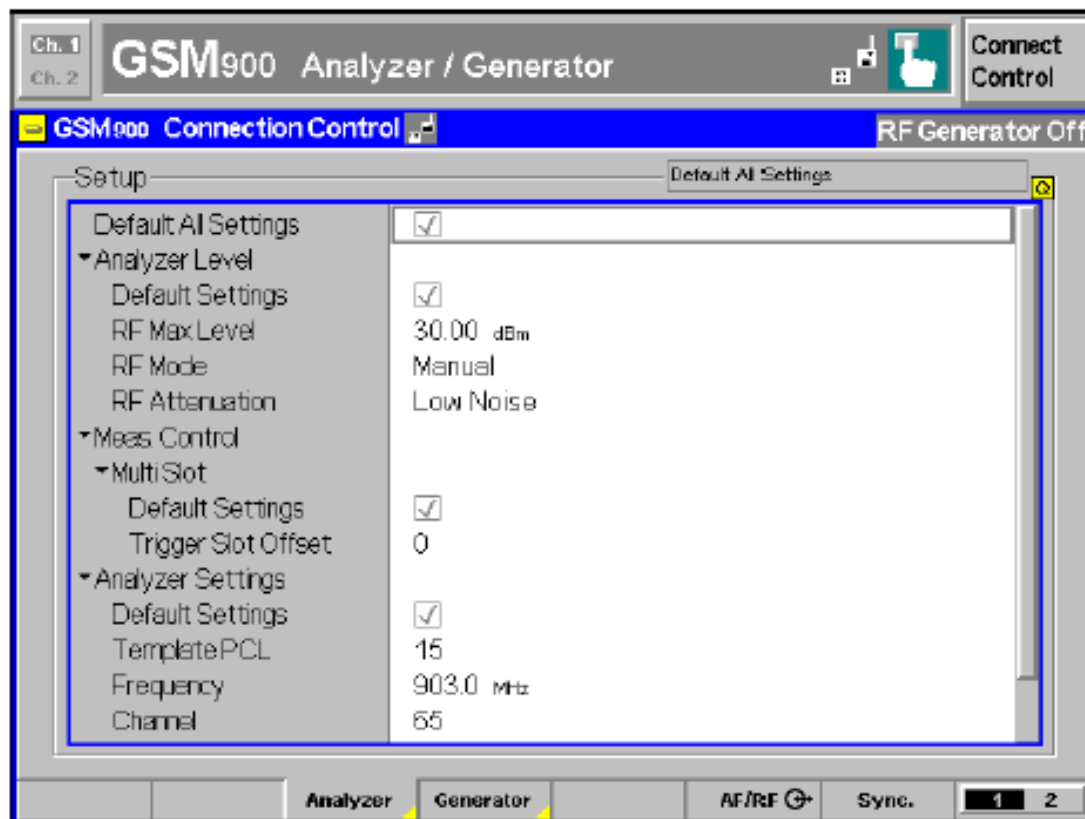 Ch. 1
Ch. 2
GSM900 Analyzer / Generator
Connect
Control
GSM900 Connection Control
RF Generator Off
Setup
Default All Settings
Default All Settings
Analyzer Level
Default Settings
RF Max Level 30.00 dBm
RF Mode Manual
RF Attenuation Low Noise
Meas. Control
Multi Slot
Default Settings
Trigger Slot Offset 0
Analyzer Settings
Default Settings
Template PCL 15
Frequency 903.0 MHz
Channel 65
Analyzer Generator AF/RF Sync. 1 2